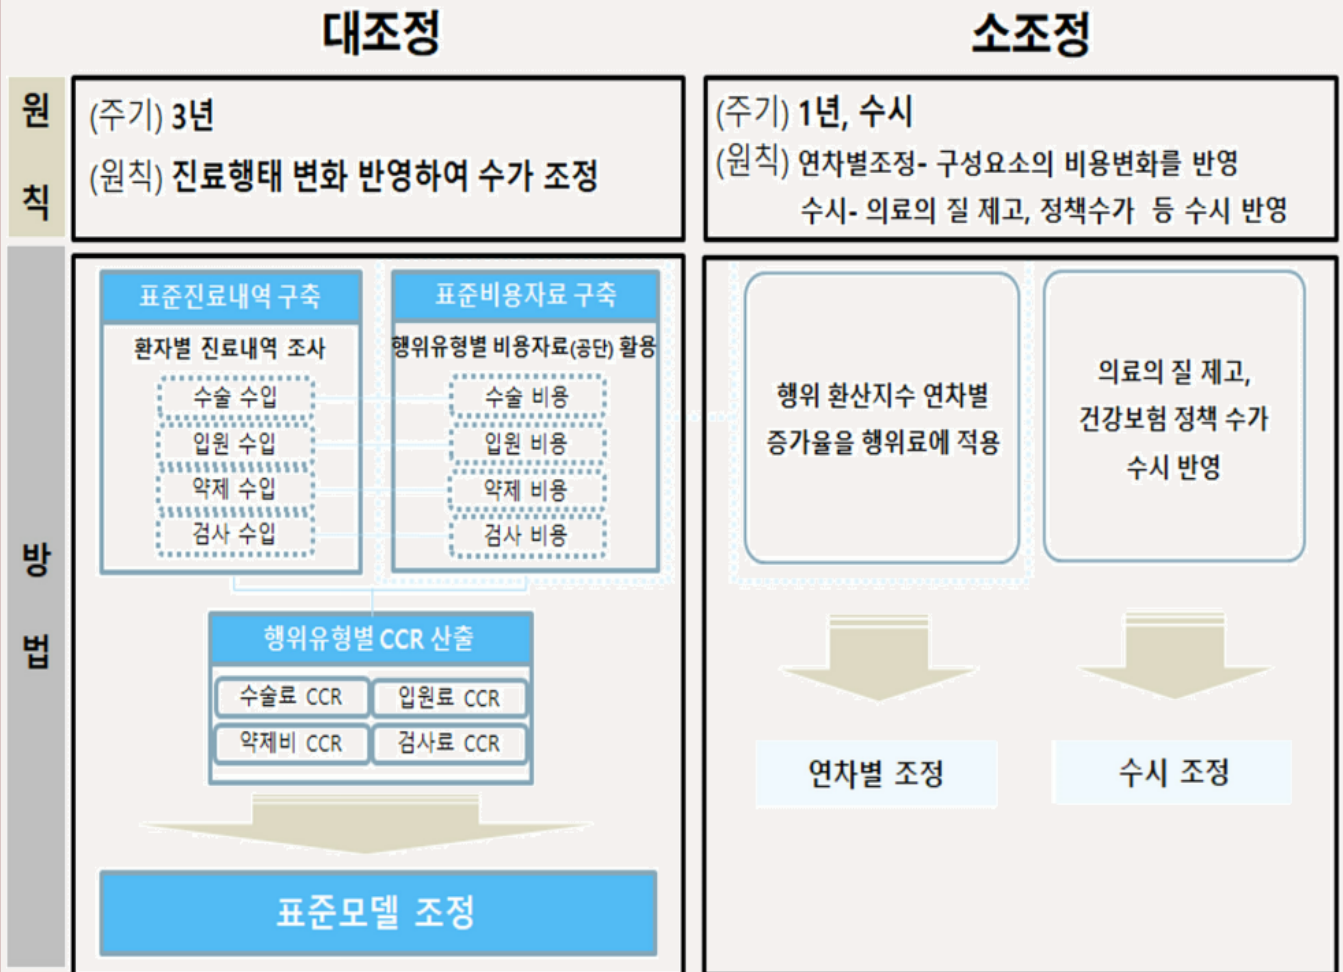 대조정
소조정
원칙
(주기) 3년
(원칙) 진료행태 변화 반영하여 수가 조정
(주기) 1년, 수시
(원칙) 연차별조정- 구성요소의 비용변화를 반영
수시- 의료의 질 제고, 정책수가 등 수시 반영
방법
표준진료내역 구축
환자별 진료내역 조사
수술 수입
입원 수입
약제 수입
검사 수입
표준비용자료 구축
행위유형별 비용자료(공단) 활용
수술 비용
입원 비용
약제 비용
검사 비용
행위유형별 CCR 산출
수술료 CCR
입원료 CCR
약제비 CCR
검사료 CCR
표준모델 조정
행위 환산지수 연차별
증가율을 행위료에 적용
연차별 조정
의료의 질 제고,
건강보험 정책 수가
수시 반영
수시 조정